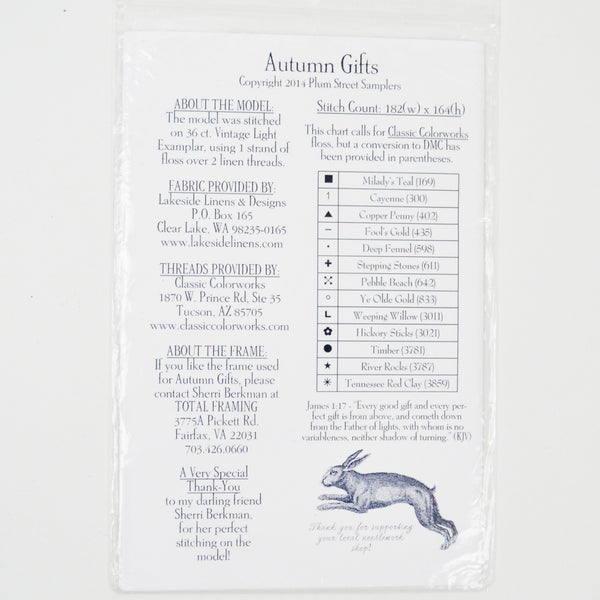 Autumn Gifts
Copyright 2014 Plum Street Samplers
ABOUT THE MODEL:
The model was stitched
on 36 ct. Vintage Light
Examplar, using 1 strand of
floss over 2 linen threads.
FABRIC PROVIDED BY:
Lakeside Linens & Designs
P.O. Box 165
Clear Lake, WA 98235-0165
www.lakesidelinens.com
THREADS PROVIDED BY:
Classic Colorworks
1870 W. Prince Rd, Ste 35
Tucson, AZ 85705
www.classiccolorworks.com
ABOUT THE FRAME:
If you like the frame used
for Autumn Gifts, please
contact Sherri Berkman at
TOTAL FRAMING
3775A Pickett Rd.
Fairfax, VA 22031
703.426.0660
A Very Special
Thank-You
to my darling friend
Sherri Berkman,
for her perfect
stitching on the
model!
Stitch Count: 182(w) x 164(h)
This chart calls for Classic Colorworks
floss, but a conversion to DMC has
been provided in parentheses.
■ Milady's Teal (169)
↑ Cayenne (300)
▲ Copper Penny (402)
− Fool's Gold (435)
• Deep Fennel (598)
✚ Stepping Stones (611)
⁙ Pebble Beach (642)
○ Ye Olde Gold (833)
L Weeping Willow (3011)
✿ Hickory Sticks (3021)
● Timber (3781)
★ River Rocks (3787)
✳ Tennessee Red Clay (3859)
James 1:17 - "Every good gift and every per-
fect gift is from above, and cometh down
from the Father of lights, with whom is no
variableness, neither shadow of turning." (KJV)
Thank you for supporting
your local needlework
shop!